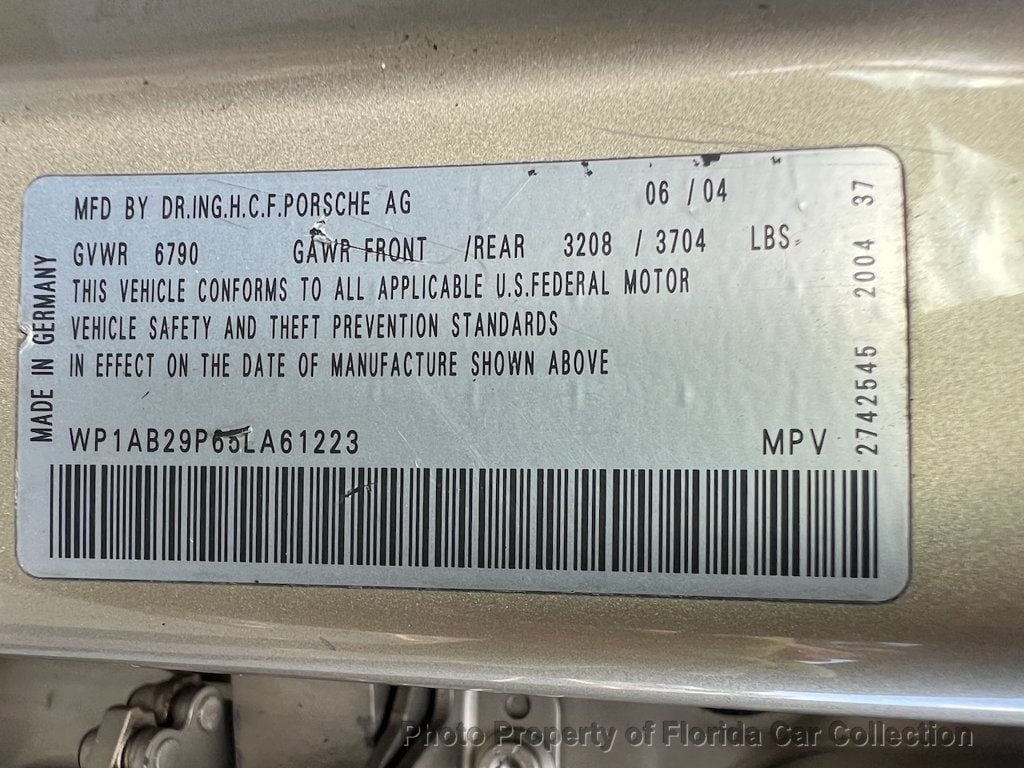 MFD BY DR.ING.H.C.F.PORSCHE AG 06 / 04
GVWR 6790 GAWR FRONT /REAR 3208 / 3704 LBS
THIS VEHICLE CONFORMS TO ALL APPLICABLE U.S.FEDERAL MOTOR
VEHICLE SAFETY AND THEFT PREVENTION STANDARDS
IN EFFECT ON THE DATE OF MANUFACTURE SHOWN ABOVE
WP1AB29P65LA61223 MPV
MADE IN GERMANY
2742545 2004 37
Photo Property of Florida Car Collection